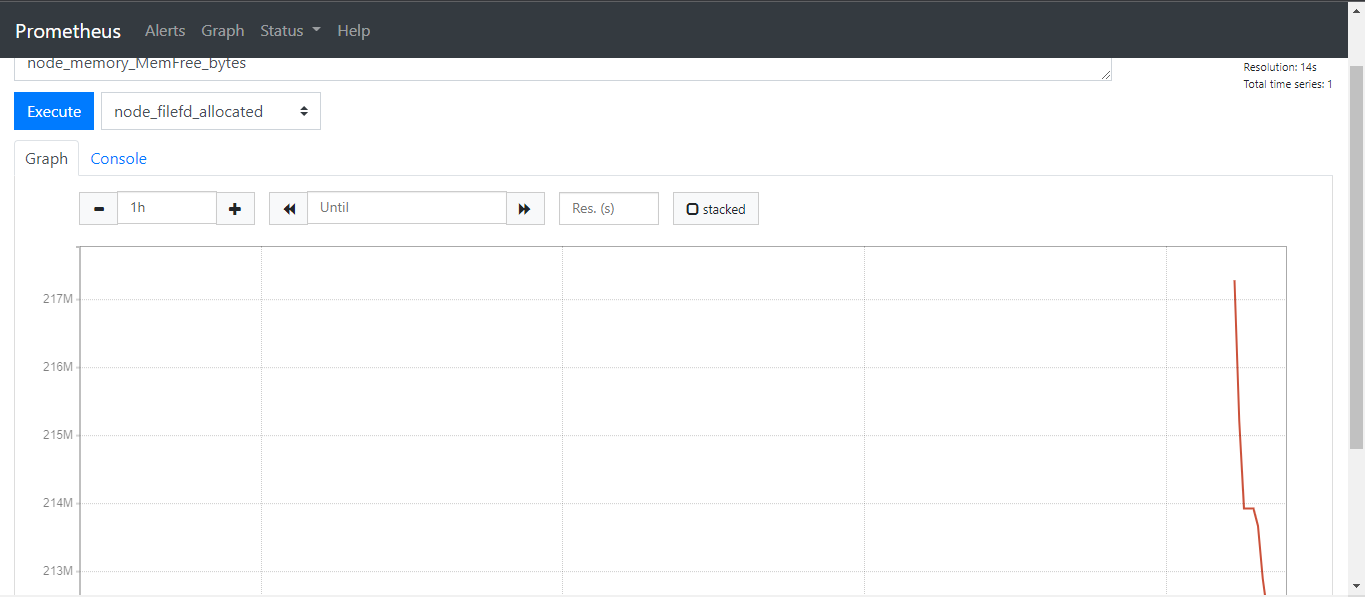 Prometheus Alerts Graph Status Help
node_memory_MemFree_bytes
Resolution: 14s
Total time series: 1
Execute node_filefd_allocated
Graph Console
1h Until Res. (s) stacked
217M
216M
215M
214M
213M